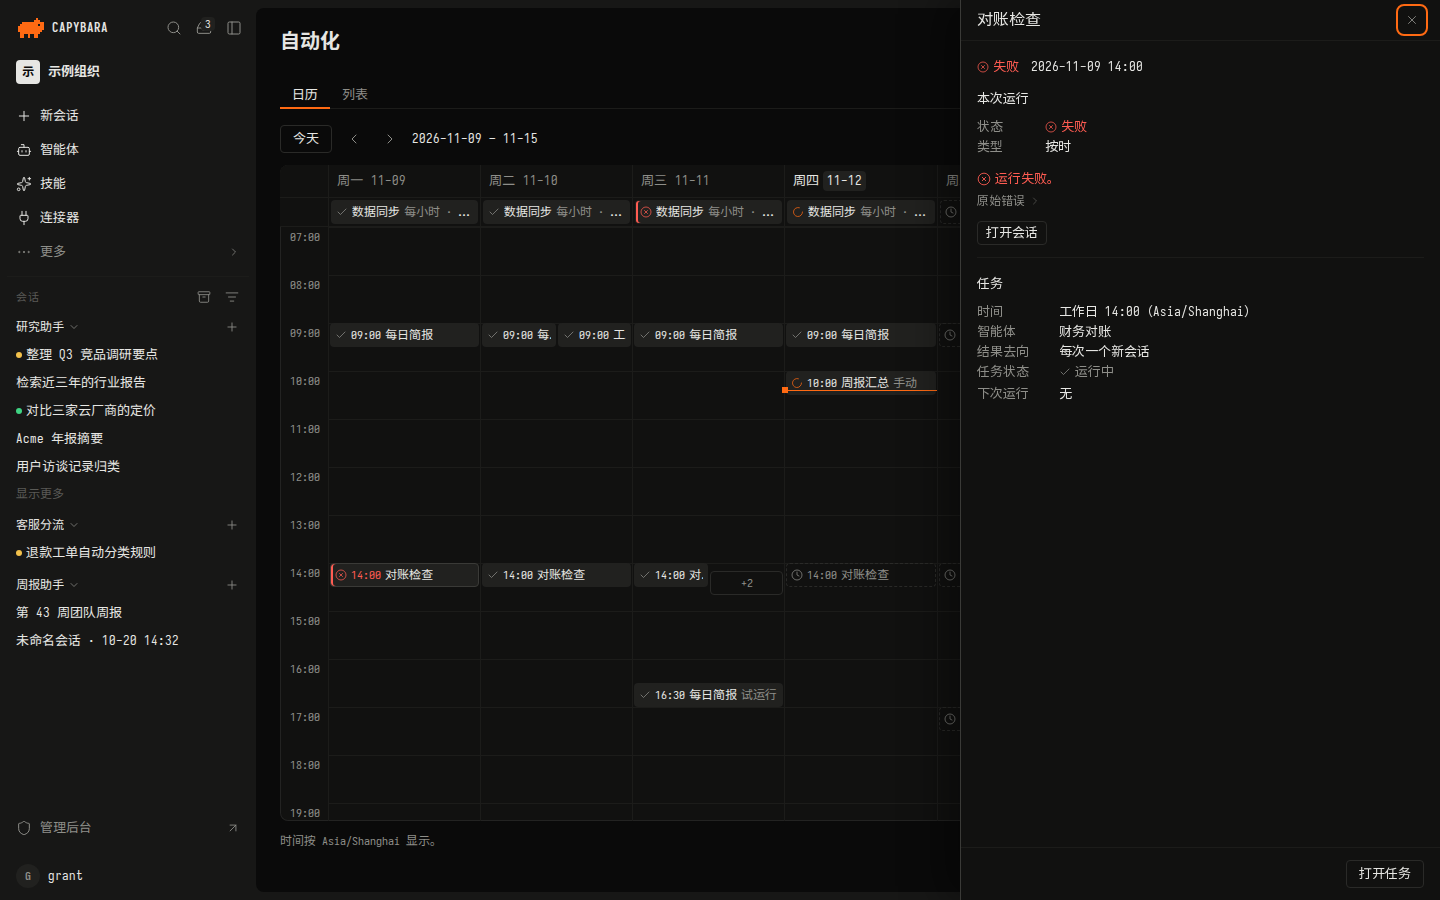 CAPYBARA
3
示 示例组织
新会话
智能体
技能
连接器
更多
会话
研究助手
整理 Q3 竞品调研要点
检索近三年的行业报告
对比三家云厂商的定价
Acme 年报摘要
用户访谈记录归类
显示更多
客服分流
退款工单自动分类规则
周报助手
第 43 周团队周报
未命名会话 · 10-20 14:32
管理后台
G grant
自动化
日历 列表
今天 2026-11-09 – 11-15
周一 11-09 周二 11-10 周三 11-11 周四 11-12 周
数据同步 每小时 · … 数据同步 每小时 · … 数据同步 每小时 · … 数据同步 每小时 · …
07:00
08:00
09:00 09:00 每日简报 09:00 每. 09:00 工 09:00 每日简报 09:00 每日简报
10:00 10:00 周报汇总 手动
11:00
12:00
13:00
14:00 14:00 对账检查 14:00 对账检查 14:00 对. +2 14:00 对账检查
15:00
16:00
16:30 每日简报 试运行
17:00
18:00
19:00
时间按 Asia/Shanghai 显示。
对账检查
失败 2026-11-09 14:00
本次运行
状态 失败
类型 按时
运行失败。
原始错误
打开会话
任务
时间 工作日 14:00 (Asia/Shanghai)
智能体 财务对账
结果去向 每次一个新会话
任务状态 运行中
下次运行 无
打开任务